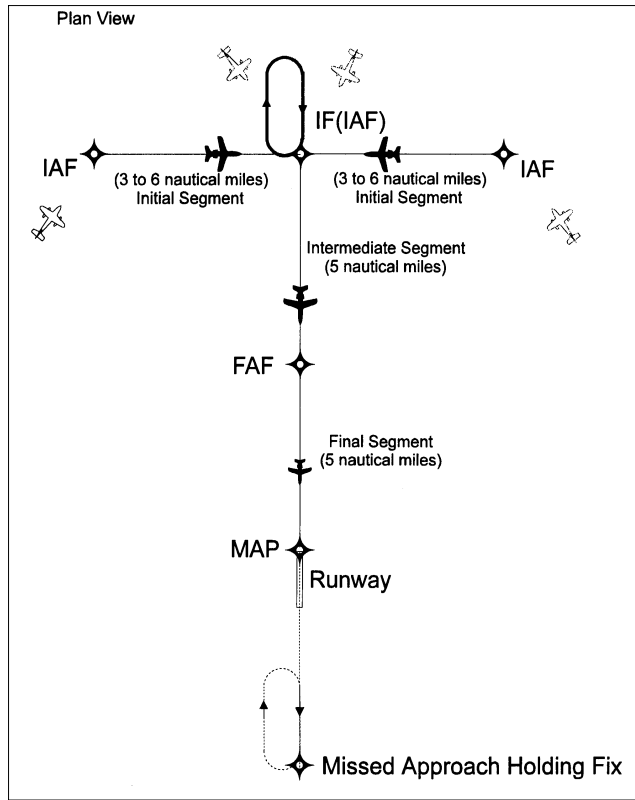 Plan View
IF(IAF)
IAF
IAF
(3 to 6 nautical miles)
Initial Segment
(3 to 6 nautical miles)
Initial Segment
Intermediate Segment
(5 nautical miles)
FAF
Final Segment
(5 nautical miles)
MAP
Runway
Missed Approach Holding Fix